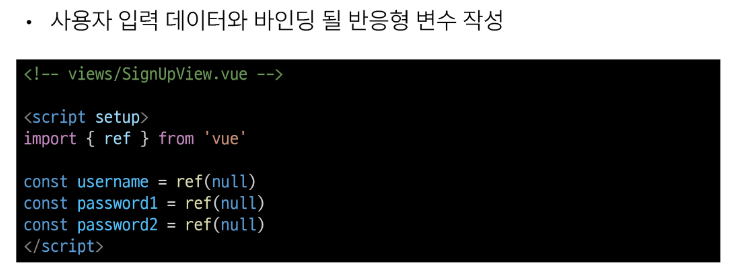 • 사용자 입력 데이터와 바인딩 될 반응형 변수 작성
<!-- views/SignUpView.vue -->
<script setup>
import { ref } from 'vue'
const username = ref(null)
const password1 = ref(null)
const password2 = ref(null)
</script>